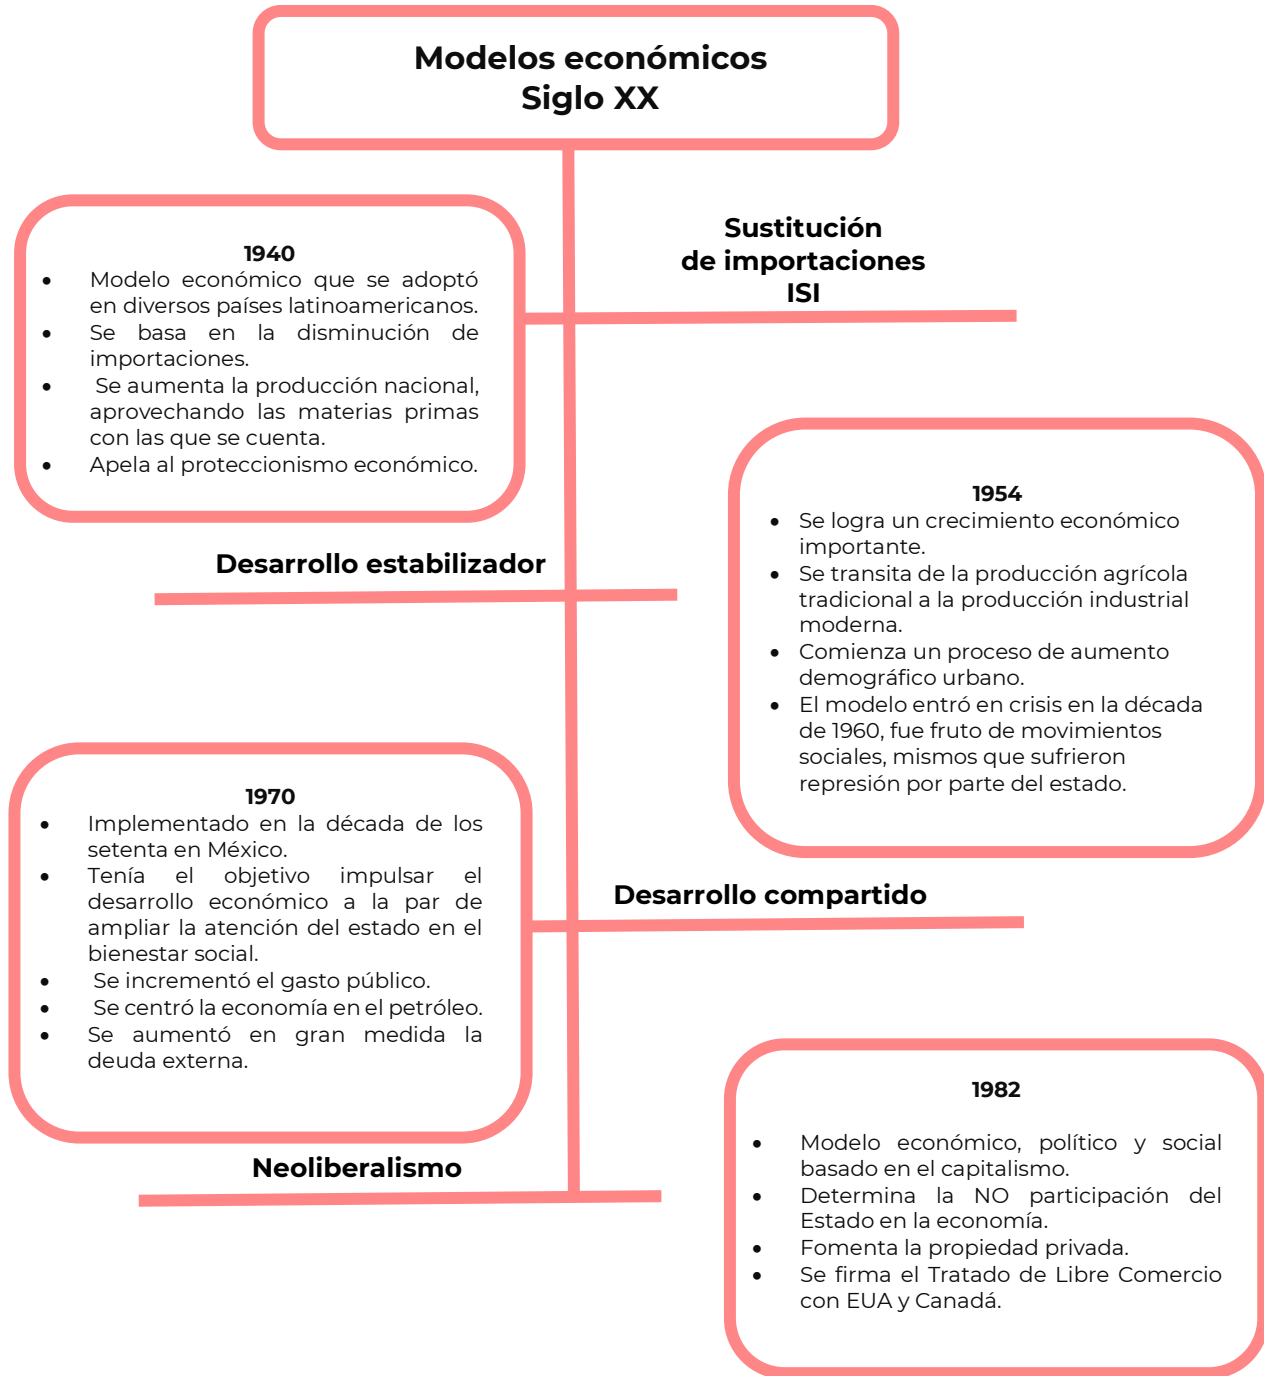 Modelos económicos
Siglo XX
Sustitución
de importaciones
ISI
1940
• Modelo económico que se adoptó
en diversos países latinoamericanos.
• Se basa en la disminución de
importaciones.
• Se aumenta la producción nacional,
aprovechando las materias primas
con las que se cuenta.
• Apela al proteccionismo económico.
Desarrollo estabilizador
1954
• Se logra un crecimiento económico
importante.
• Se transita de la producción agrícola
tradicional a la producción industrial
moderna.
• Comienza un proceso de aumento
demográfico urbano.
• El modelo entró en crisis en la década
de 1960, fue fruto de movimientos
sociales, mismos que sufrieron
represión por parte del estado.
Desarrollo compartido
1970
• Implementado en la década de los
setenta en México.
• Tenía el objetivo impulsar el
desarrollo económico a la par de
ampliar la atención del estado en el
bienestar social.
• Se incrementó el gasto público.
• Se centró la economía en el petróleo.
• Se aumentó en gran medida la
deuda externa.
Neoliberalismo
1982
• Modelo económico, político y social
basado en el capitalismo.
• Determina la NO participación del
Estado en la economía.
• Fomenta la propiedad privada.
• Se firma el Tratado de Libre Comercio
con EUA y Canadá.